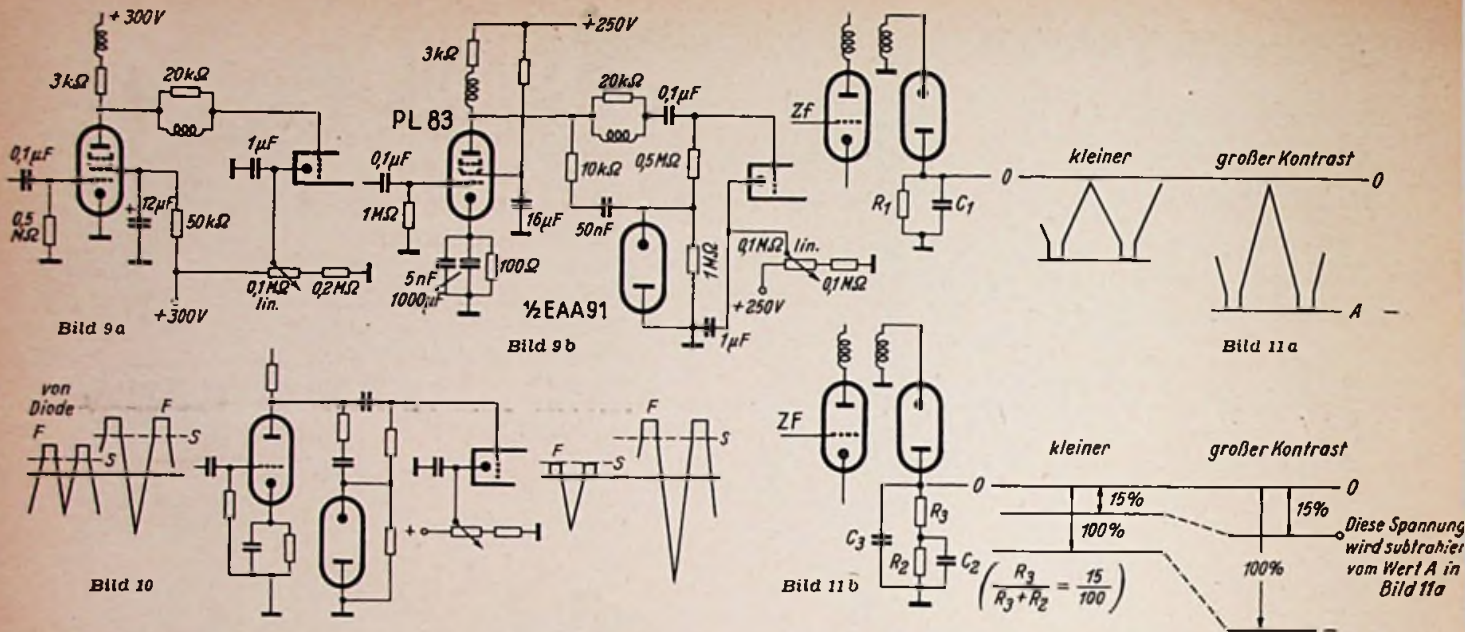 +300V
3kΩ
20kΩ
0,1µF
0,5
MΩ
12µF
50kΩ
1µF
0,1MΩ
lin.
0,2MΩ
+300V
Bild 9a
+250V
3kΩ
PL 83
20kΩ
0,1µF
0,1µF
1MΩ
10kΩ
0,5MΩ
16µF
50nF
5nF
1000µF
100Ω
1MΩ
0,1MΩ
lin.
0,1MΩ
+250V
½EAA91
1µF
Bild 9b
Zf
R1
C1
0
kleiner
großer Kontrast
0
A
–
Bild 11a
von
Diode
F
F
S
S
+
F
S
F
S
Bild 10
ZF
C3
R3
R2
C2
0
kleiner
großer Kontrast
0
15%
100%
15%
100%
(R3 / R3+R2 = 15 / 100)
Diese Spannung
wird subtrahier
vom Wert A in
Bild 11a
–
Bild 11b